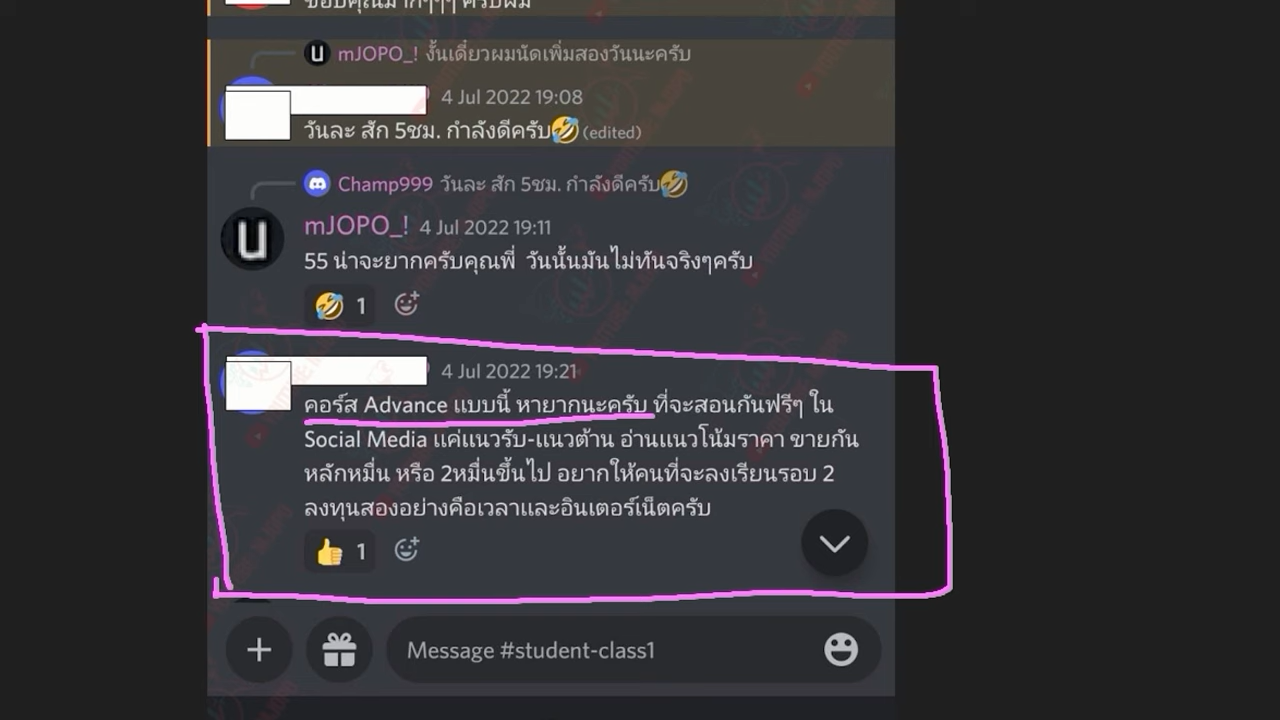 ขอบคุณมากๆๆๆ ครับผม
mJOPO_! งั้นเดี๋ยวผมนัดเพิ่มสองวันนะครับ
4 Jul 2022 19:08
วันละ สัก 5ชม. กำลังดีครับ🤣 (edited)
Champ999 วันละ สัก 5ชม. กำลังดีครับ🤣
U
mJOPO_! 4 Jul 2022 19:11
55 น่าจะยากครับคุณพี่ วันนั้นมันไม่ทันจริงๆครับ
🤣 1
4 Jul 2022 19:21
คอร์ส Advance แบบนี้ หายากนะครับ ที่จะสอนกันฟรีๆ ใน
Social Media แค่แนวรับ-แนวต้าน อ่านแนวโน้มราคา ขายกัน
หลักหมื่น หรือ 2หมื่นขึ้นไป อยากให้คนที่จะลงเรียนรอบ 2
ลงทุนสองอย่างคือเวลาและอินเตอร์เน็ตครับ
👍 1
Message #student-class1